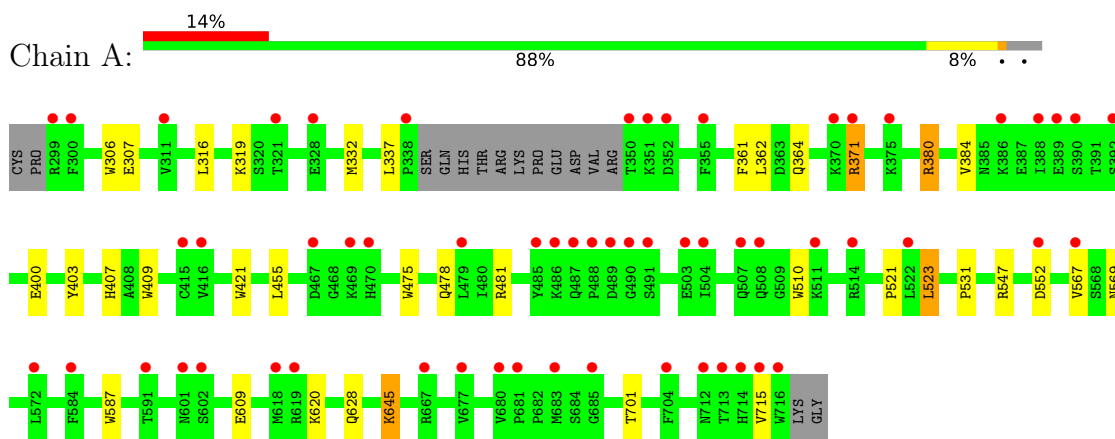 14%
Chain A:
88% 8% • •
CYS PRO R299 F300 W306 E307 V311 L316 K319 S320 T321 E328 M332 L337 P338 SER GLN HIS THR ARG LYS PRO GLU ASP VAL ARG T350 K351 D352 F355 F361 L362 D363 Q364 K370 R371 K375 R380 V384 N385 K386 E387 I388 E389 S390 T391
E400 Y403 H407 A408 W409 C415 V416 W421 L455 D467 G468 K469 H470 W475 Q478 L479 I480 R481 Y485 K486 Q487 P488 D489 G490 S491 E503 I504 Q507 Q508 G509 W510 K511 R514 P521 L522 L523 P531 R547 D552 V567 S568 N569
L572 F584 W587 T591 N601 S602 E609 M618 R619 K620 Q628 K645 R667 V677 V680 P681 P682 M683 S684 G685 T701 F704 N712 T713 H714 V715 W716 LYS GLY